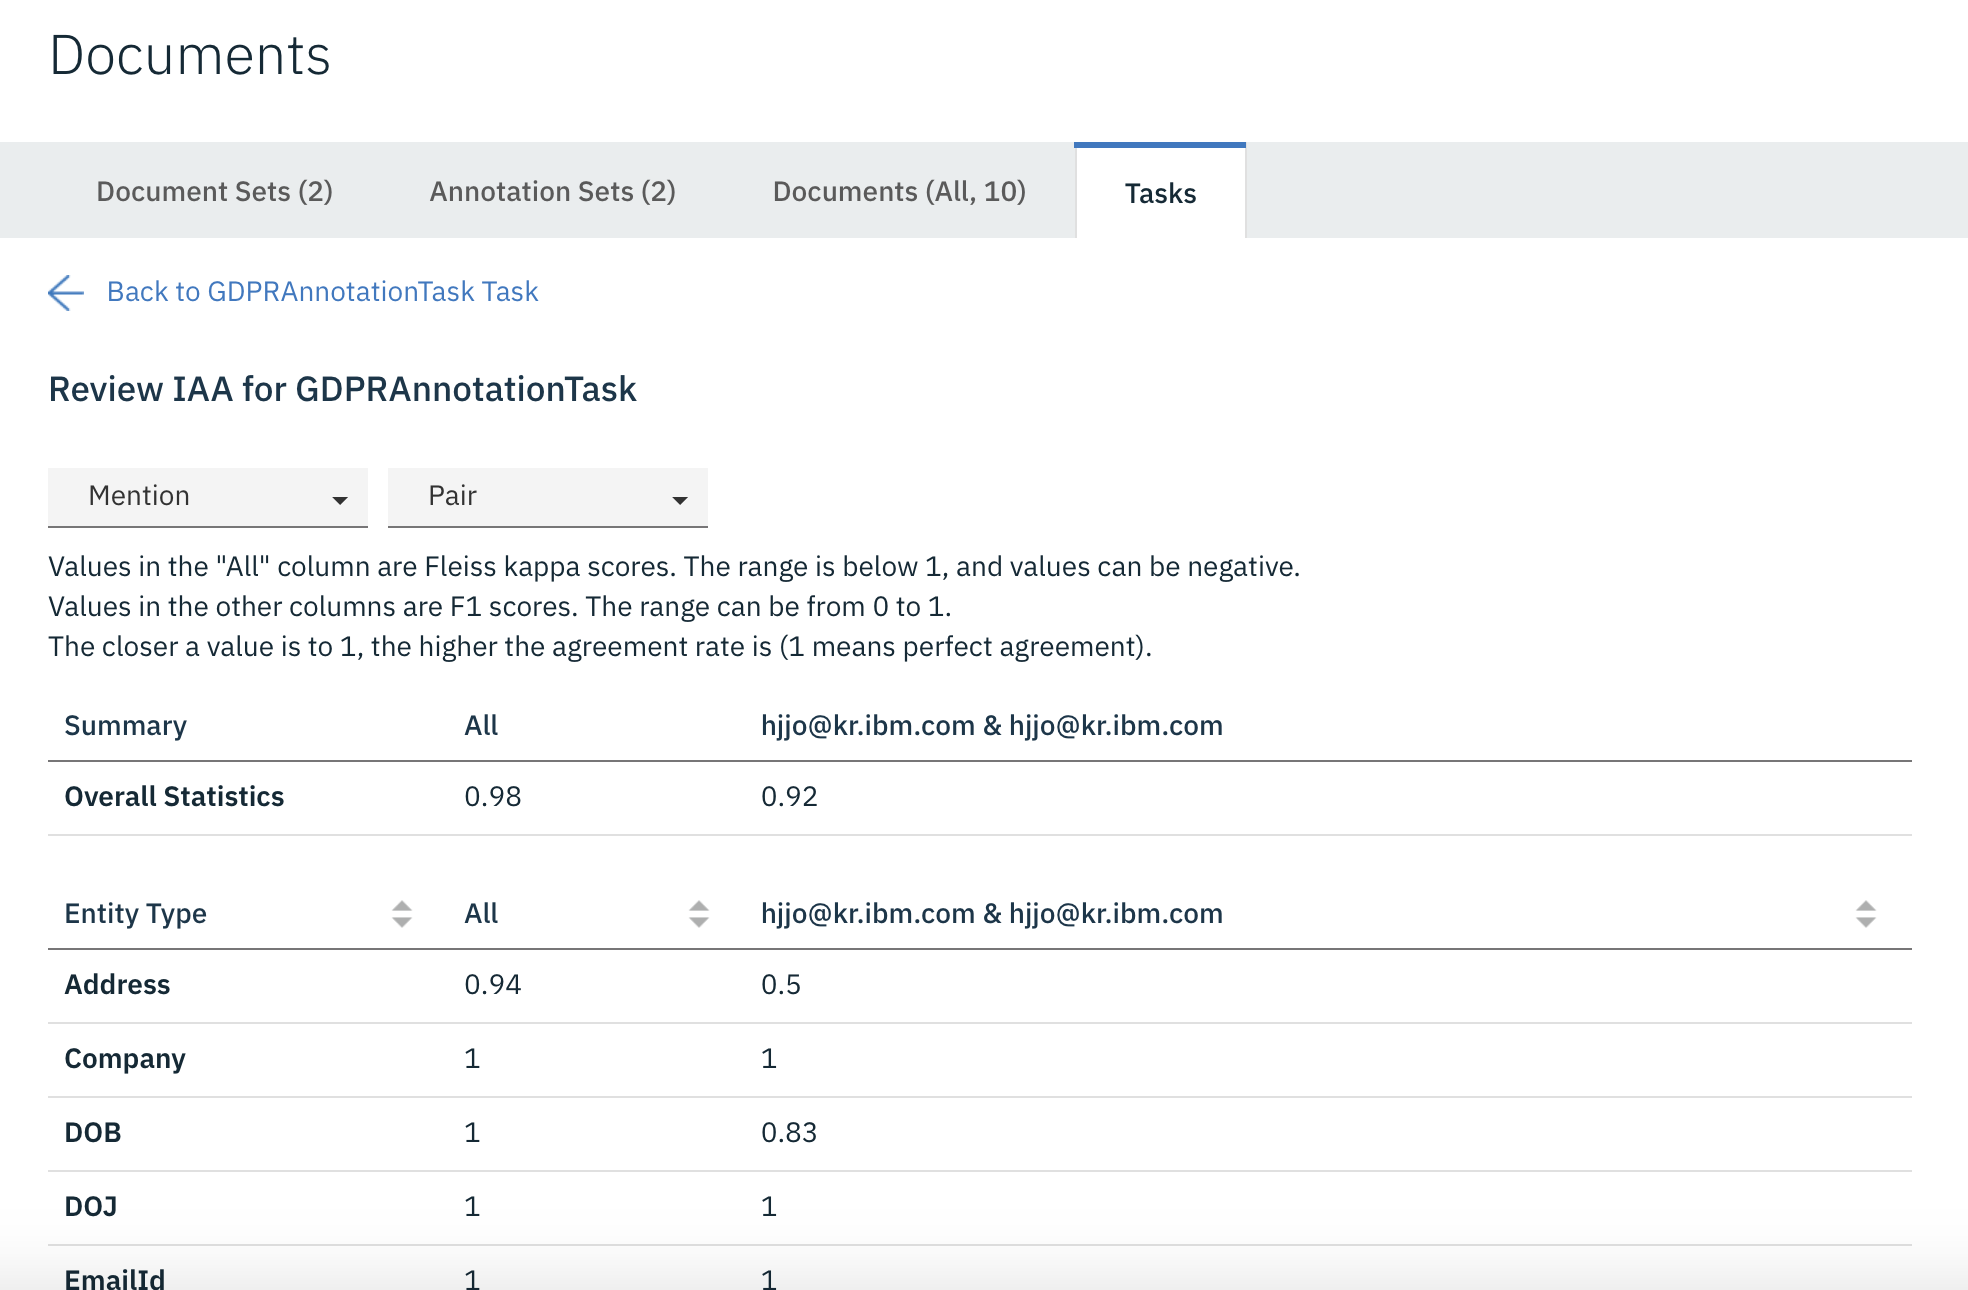 Documents
Document Sets (2) Annotation Sets (2) Documents (All, 10) Tasks
Back to GDPRAnnotationTask Task
Review IAA for GDPRAnnotationTask
Mention Pair
Values in the "All" column are Fleiss kappa scores. The range is below 1, and values can be negative.
Values in the other columns are F1 scores. The range can be from 0 to 1.
The closer a value is to 1, the higher the agreement rate is (1 means perfect agreement).
Summary All hjjo@kr.ibm.com & hjjo@kr.ibm.com
Overall Statistics 0.98 0.92
Entity Type All hjjo@kr.ibm.com & hjjo@kr.ibm.com
Address 0.94 0.5
Company 1 1
DOB 1 0.83
DOJ 1 1
EmailId 1 1